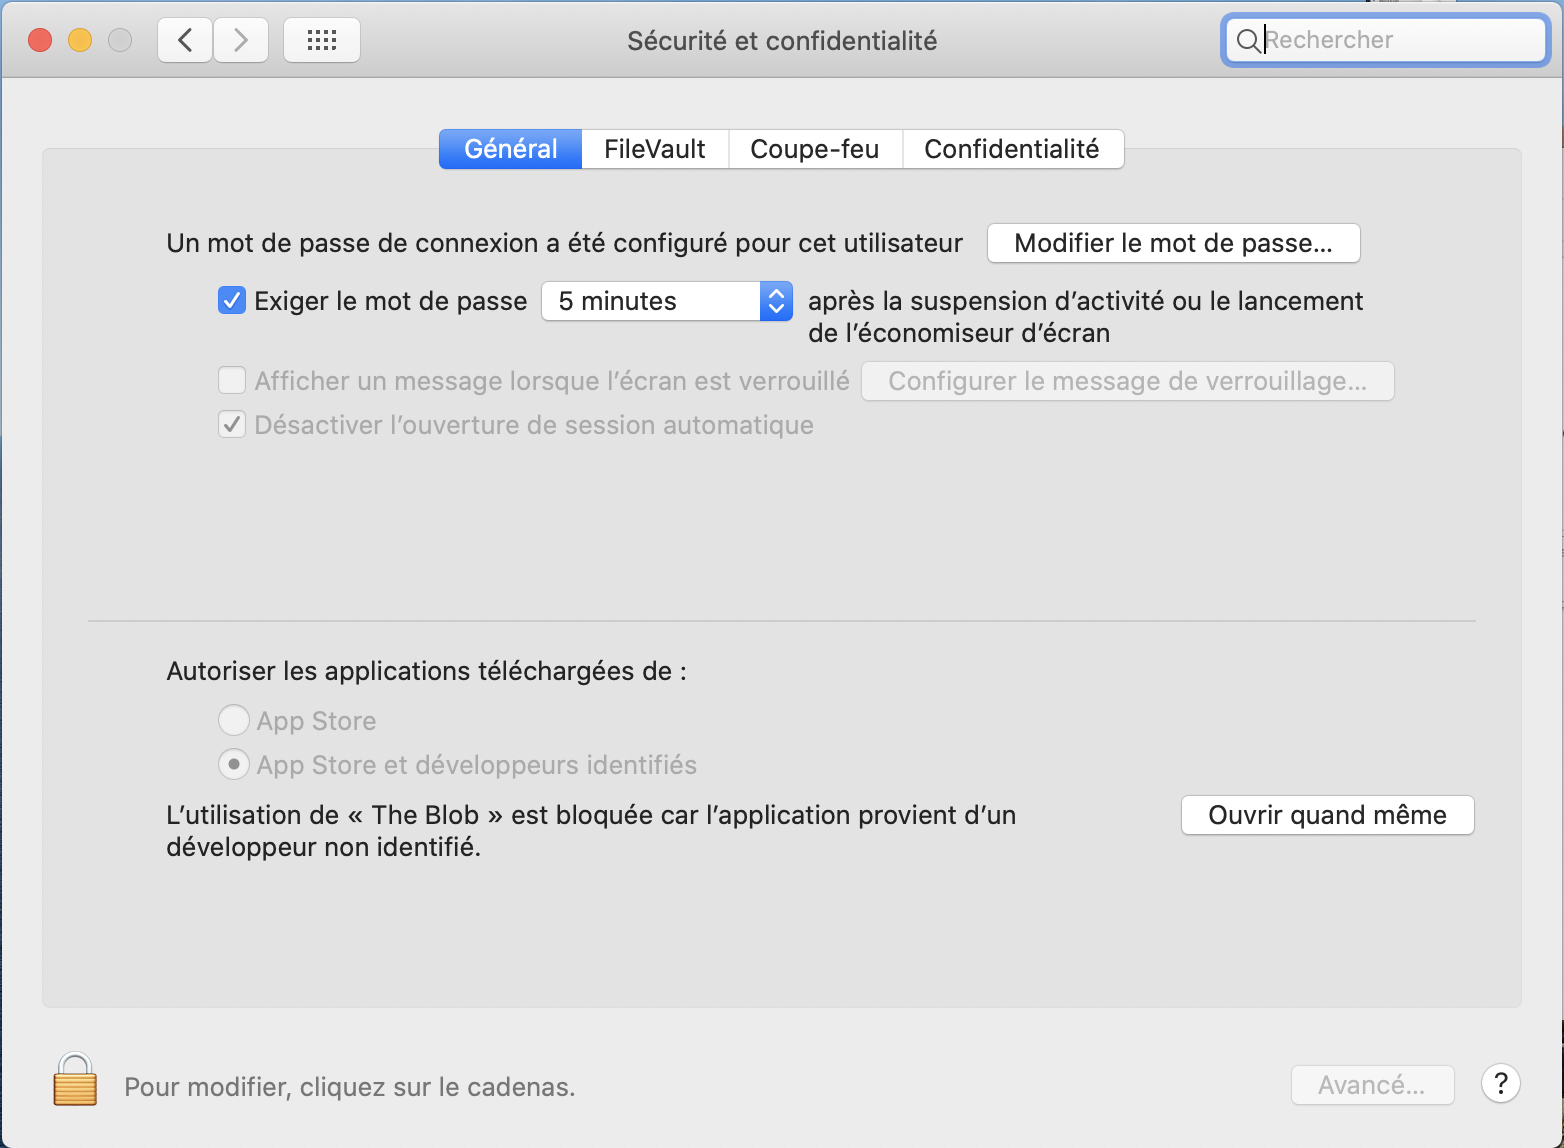 Sécurité et confidentialité
Rechercher
Général
FileVault
Coupe-feu
Confidentialité
Un mot de passe de connexion a été configuré pour cet utilisateur
Modifier le mot de passe...
Exiger le mot de passe
5 minutes
après la suspension d’activité ou le lancement
de l’économiseur d’écran
Afficher un message lorsque l’écran est verrouillé
Configurer le message de verrouillage...
Désactiver l’ouverture de session automatique
Autoriser les applications téléchargées de :
App Store
App Store et développeurs identifiés
L’utilisation de « The Blob » est bloquée car l’application provient d’un
développeur non identifié.
Ouvrir quand même
Pour modifier, cliquez sur le cadenas.
Avancé...
?